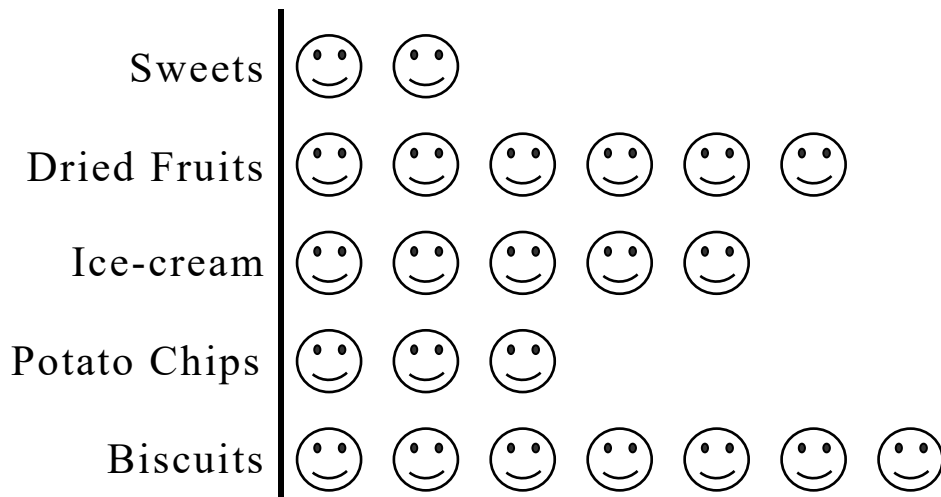 Sweets
Dried Fruits
Ice-cream
Potato Chips
Biscuits